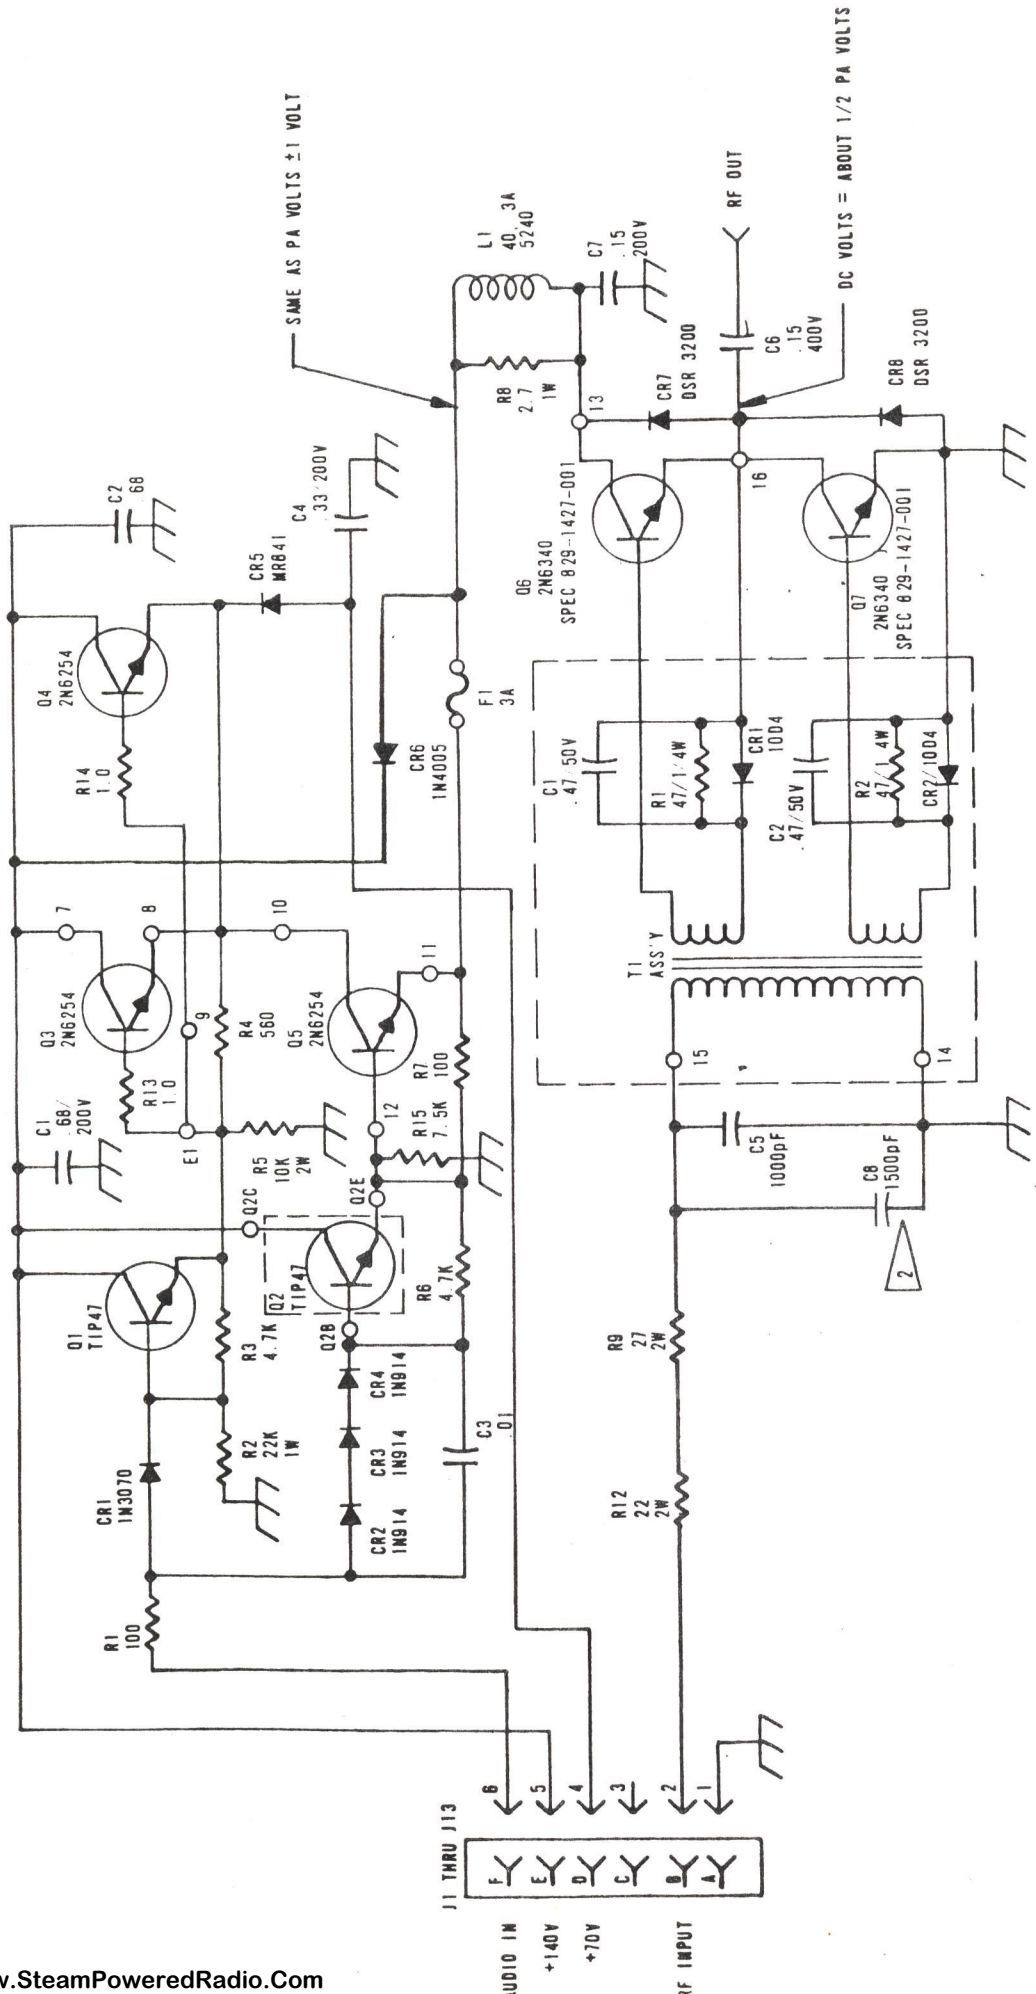 SAME AS PA VOLTS ±1 VOLT
C2
.68
Q4
2N6254
R14
1.0
CR5
MR841
C4
.33/200V
L1
40, 3A
5240
C7
.15
200V
R8
2.7
1W
13
CR7
DSR 3200
C6
.15
400V
RF OUT
DC VOLTS = ABOUT 1/2 PA VOLTS
CR8
DSR 3200
16
Q6
2N6340
SPEC 829-1427-001
Q7
2N6340
SPEC 829-1427-001
F1
3A
CR6
1N4005
7
8
9
10
11
12
Q3
2N6254
R13
1.0
R4
560
Q5
2N6254
R7
100
R15
7.5K
C1
.68/
200V
E1
R5
10K
2W
Q2C
Q2E
Q2B
Q2
TIP47
R6
4.7K
Q1
TIP47
R3
4.7K
R2
22K
1W
CR1
1N3070
CR4
1N914
CR3
1N914
CR2
1N914
C3
.01
R1
100
C1
.47/50V
R1
47/1/4W
CR1
10D4
C2
.47/50V
R2
47/1/4W
CR2/10D4
T1
ASS'Y
15
14
C5
1000pF
C8
1500pF
2
R9
27
2W
R12
22
2W
J1 THRU J13
6
5
4
3
2
1
F
E
D
C
B
A
AUDIO IN
+140V
+70V
RF INPUT
w.SteamPoweredRadio.Com